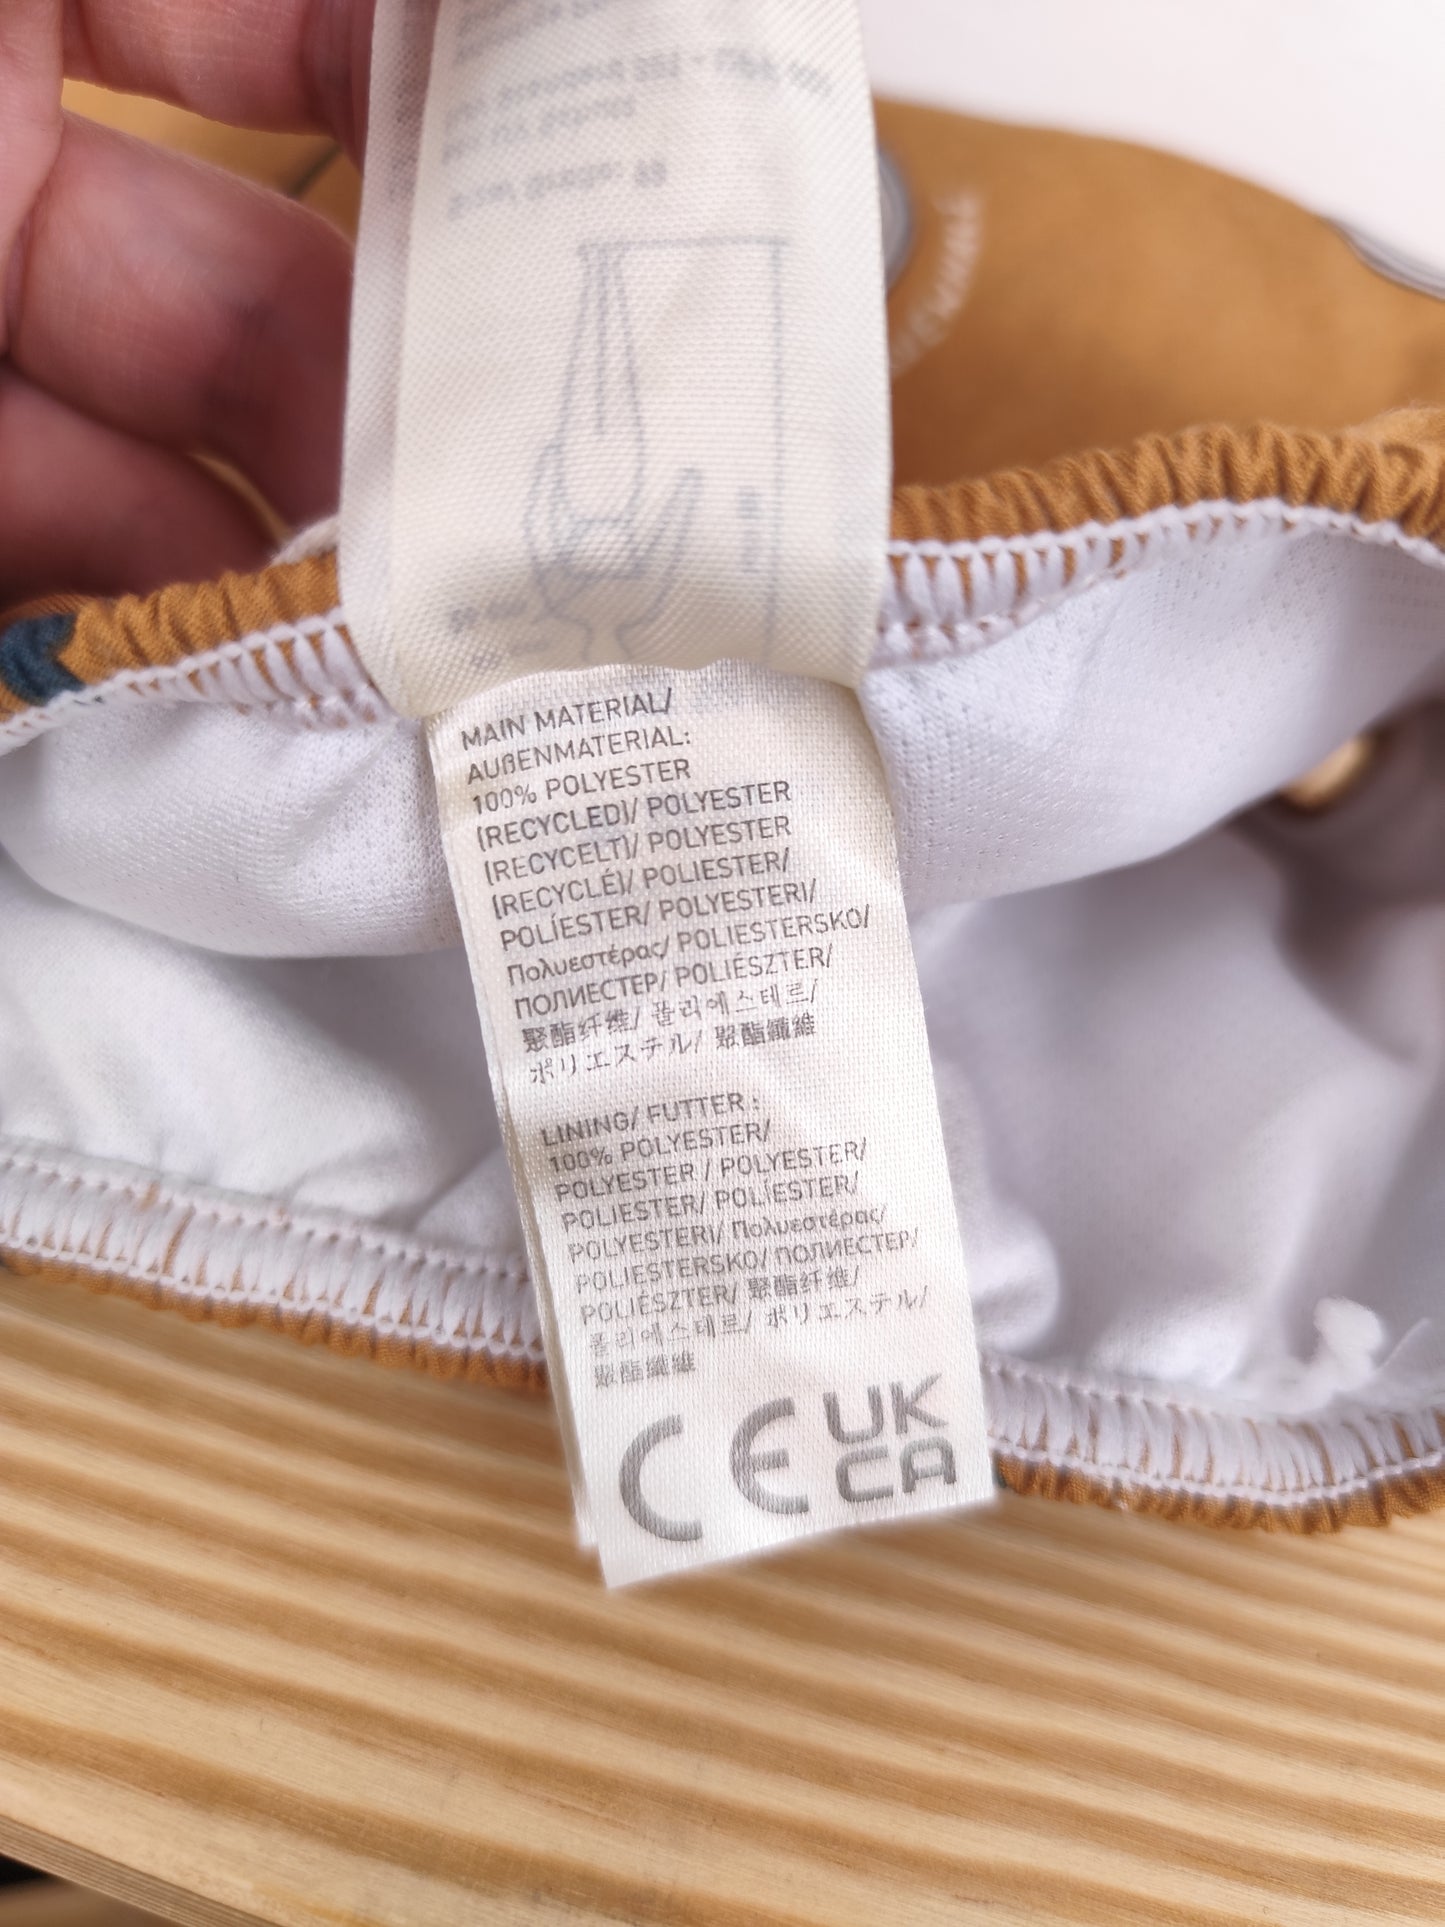 MAIN MATERIAL/
AUßENMATERIAL:
100% POLYESTER
(RECYCLED)/ POLYESTER
(RECYCELT)/ POLYESTER
(RECYCLÉ)/ POLIESTER/
POLÍESTER/ POLYESTERI/
Πολυεστέρας/ POLIESTERSKO/
ПОЛИЕСТЕР/ POLIÉSZTER/
聚酯纤维/ 폴리에스테르/
ポリエステル/ 聚酯纖維
LINING/ FUTTER :
100% POLYESTER/
POLYESTER / POLYESTER/
POLIESTER/ POLÍESTER/
POLYESTERI/ Πολυεστέρας/
POLIESTERSKO/ ПОЛИЕСТЕР/
POLIÉSZTER/ 聚酯纤维/
폴리에스테르/ ポリエステル/
聚酯纖維
CE UK
CA